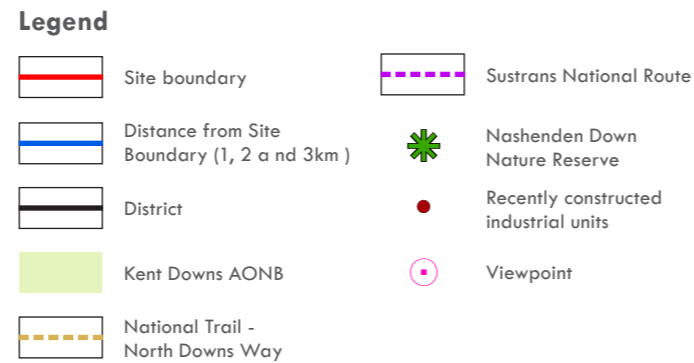 Legend
Site boundary
Distance from Site
Boundary (1, 2 a nd 3km )
District
Kent Downs AONB
National Trail -
North Downs Way
Sustrans National Route
Nashenden Down
Nature Reserve
Recently constructed
industrial units
Viewpoint